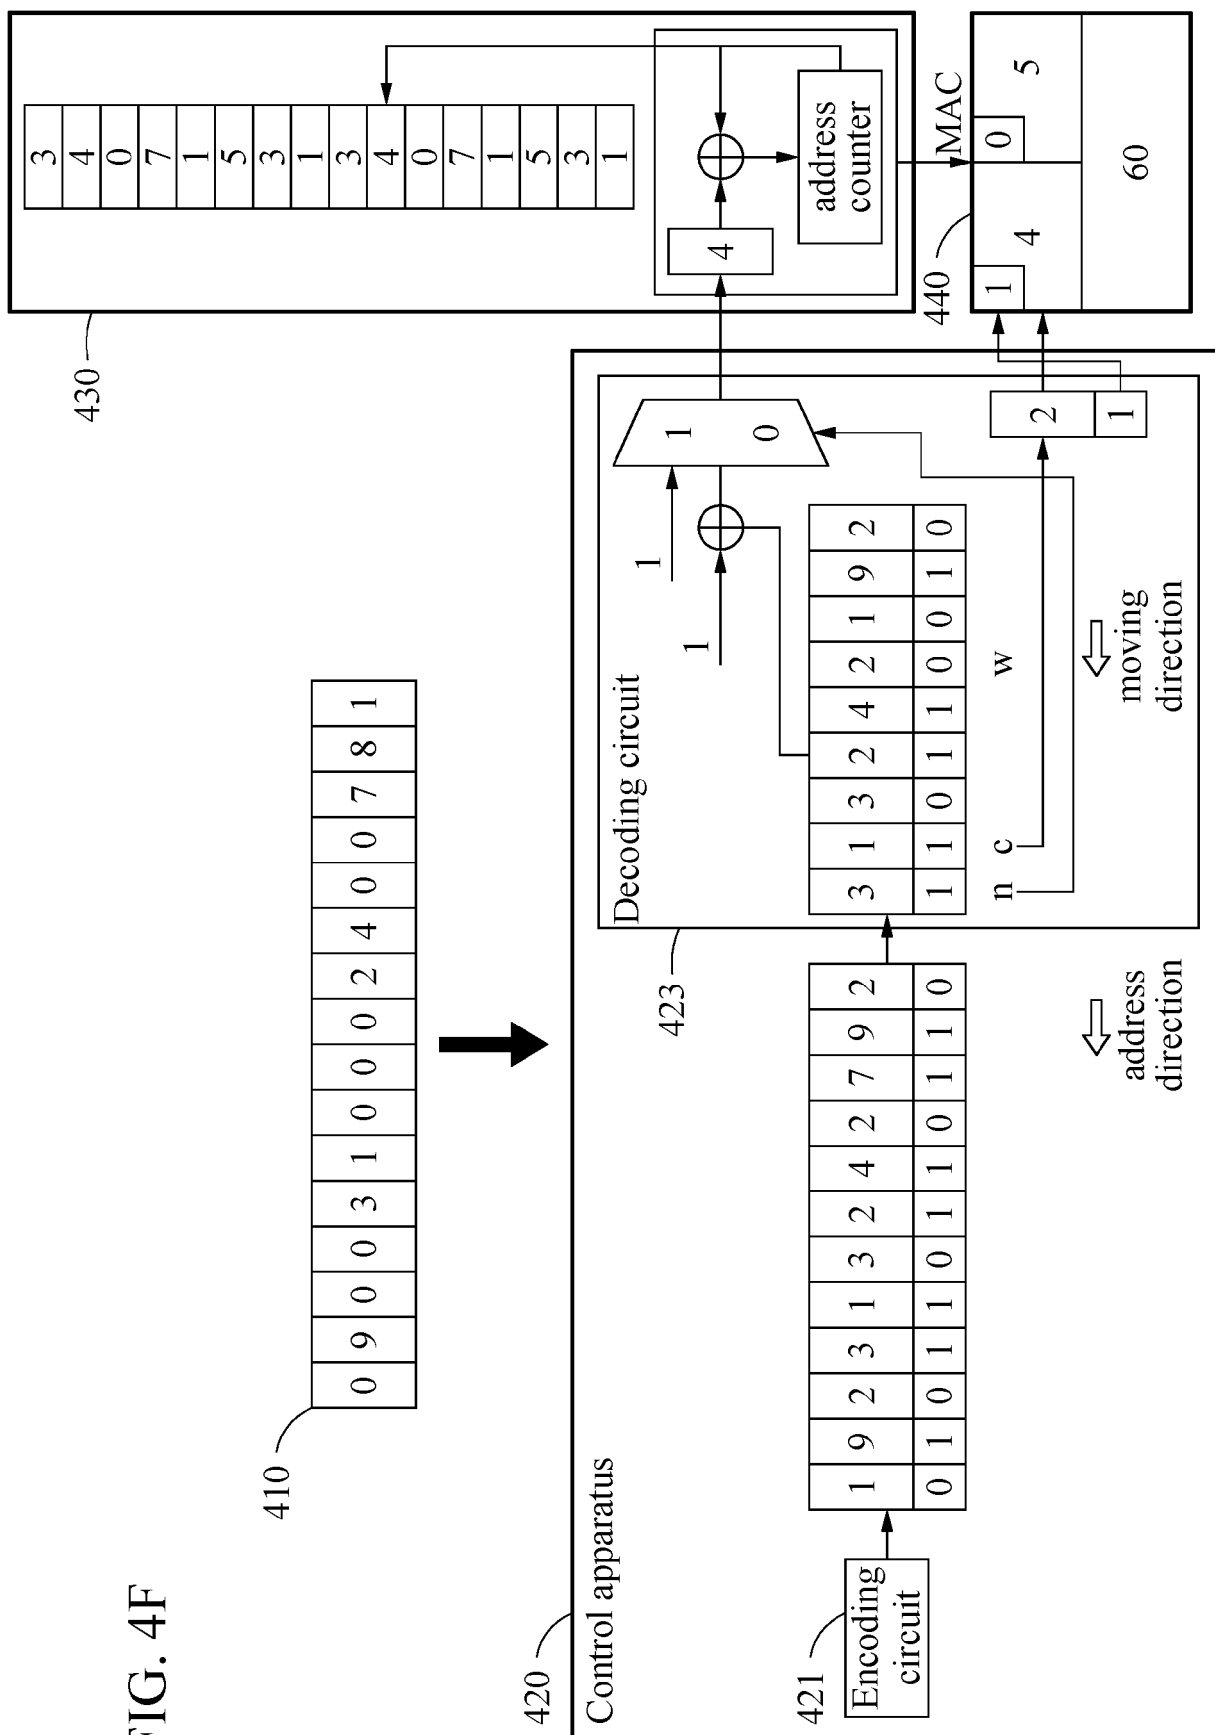 FIG. 4F
410
0 9 0 0 3 1 0 0 0 2 4 0 0 7 8 1
430
3
4
0
7
1
5
3
1
3
4
0
7
1
5
3
1
4
address
counter
420
Control apparatus
423
Decoding circuit
1
1
1
0
421
Encoding
circuit
1 9 2 3 1 3 2 4 2 7 9 2
0 1 0 1 1 0 1 1 0 1 1 0
3 1 3 2 4 2 1 9 2
1 1 0 1 1 0 0 1 0
n c w
2
1
address
direction
moving
direction
MAC
440
1 0
4 5
60